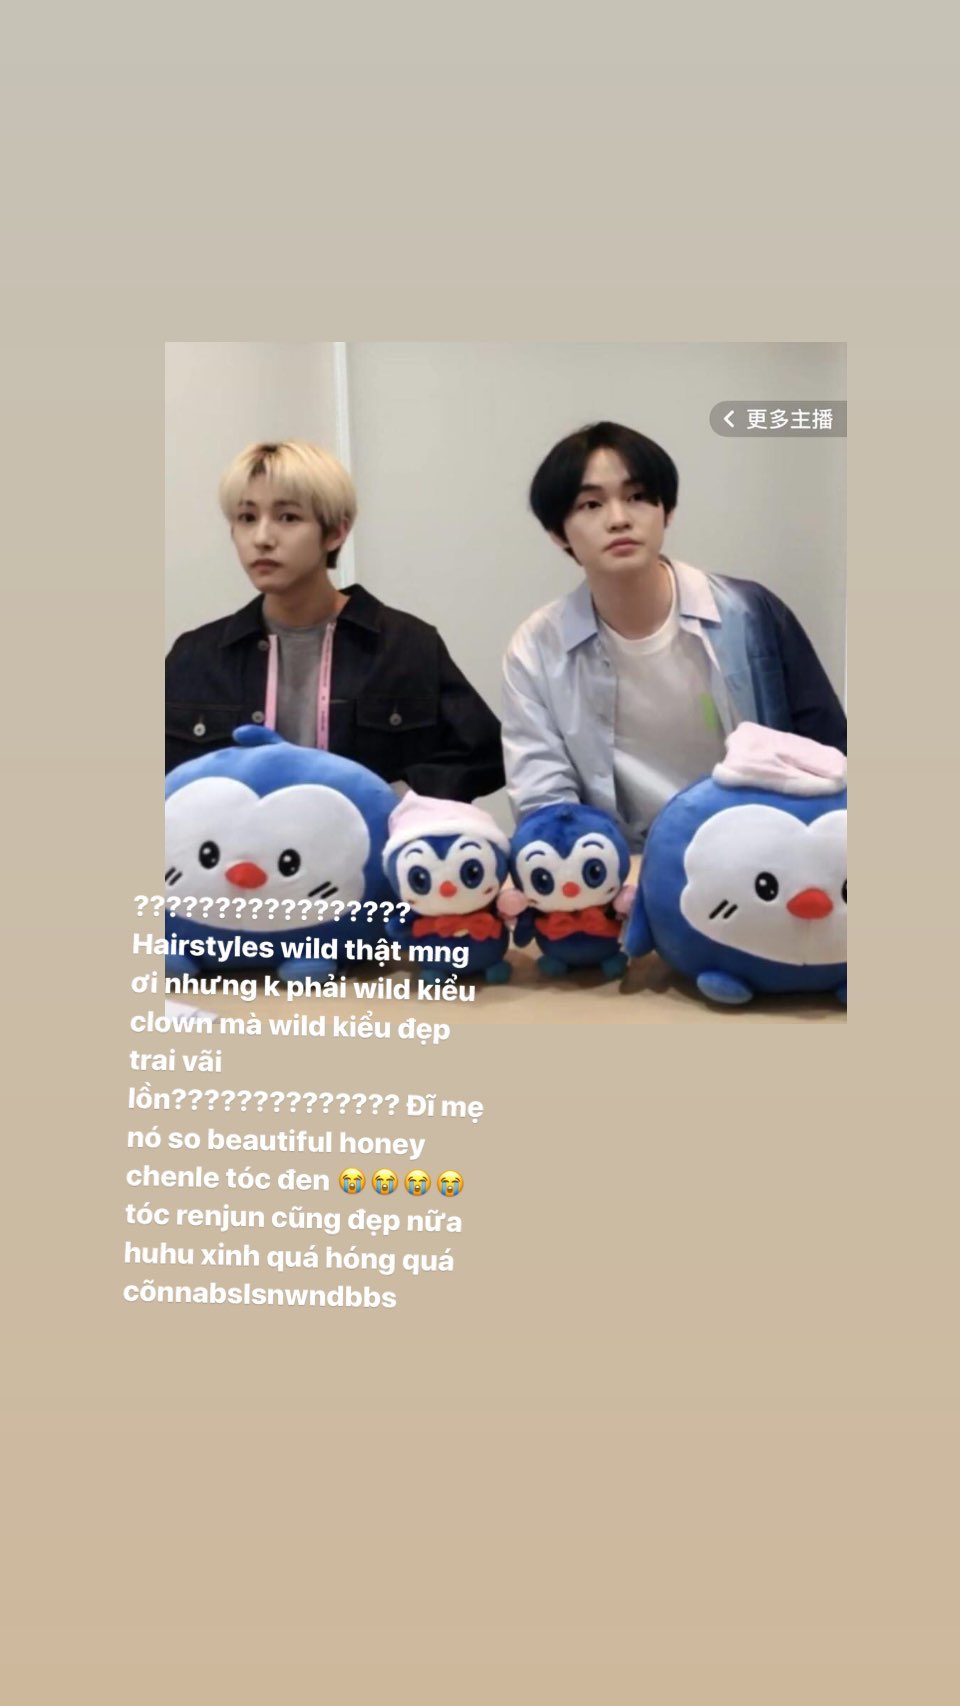 更多主播
?????????????????
Hairstyles wild thật mng
ơi nhưng k phải wild kiểu
clown mà wild kiểu đẹp
trai vãi
lồn?????????????? Đĩ mẹ
nó so beautiful honey
chenle tóc đen 😭😭😭😭
tóc renjun cũng đẹp nữa
huhu xinh quá hóng quá
cõnnabslsnwndbbs